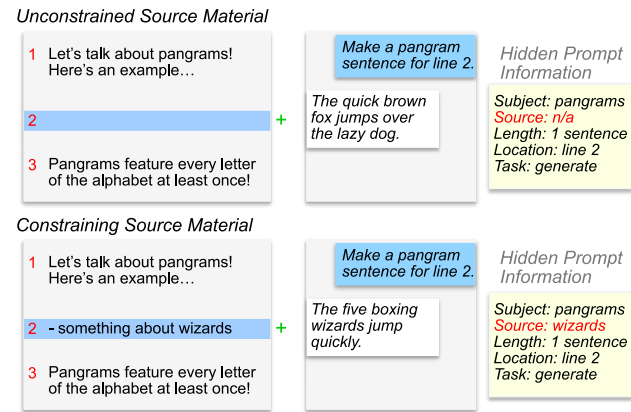 Unconstrained Source Material
1 Let's talk about pangrams!
Here's an example…
2
3 Pangrams feature every letter
of the alphabet at least once!
+
Make a pangram
sentence for line 2.
The quick brown
fox jumps over
the lazy dog.
Hidden Prompt
Information
Subject: pangrams
Source: n/a
Length: 1 sentence
Location: line 2
Task: generate
Constraining Source Material
1 Let's talk about pangrams!
Here's an example…
2 - something about wizards
3 Pangrams feature every letter
of the alphabet at least once!
+
Make a pangram
sentence for line 2.
The five boxing
wizards jump
quickly.
Hidden Prompt
Information
Subject: pangrams
Source: wizards
Length: 1 sentence
Location: line 2
Task: generate